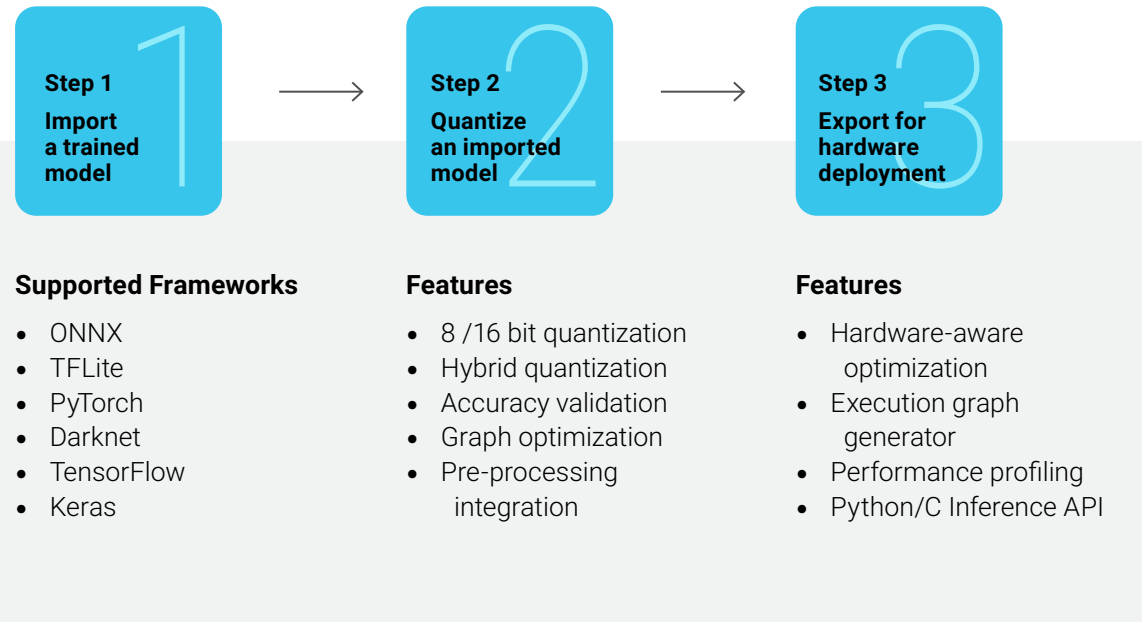 1
Step 1
Import
a trained
model
2
Step 2
Quantize
an imported
model
3
Step 3
Export for
hardware
deployment
Supported Frameworks
• ONNX
• TFLite
• PyTorch
• Darknet
• TensorFlow
• Keras
Features
• 8 /16 bit quantization
• Hybrid quantization
• Accuracy validation
• Graph optimization
• Pre-processing
integration
Features
• Hardware-aware
optimization
• Execution graph
generator
• Performance profiling
• Python/C Inference API